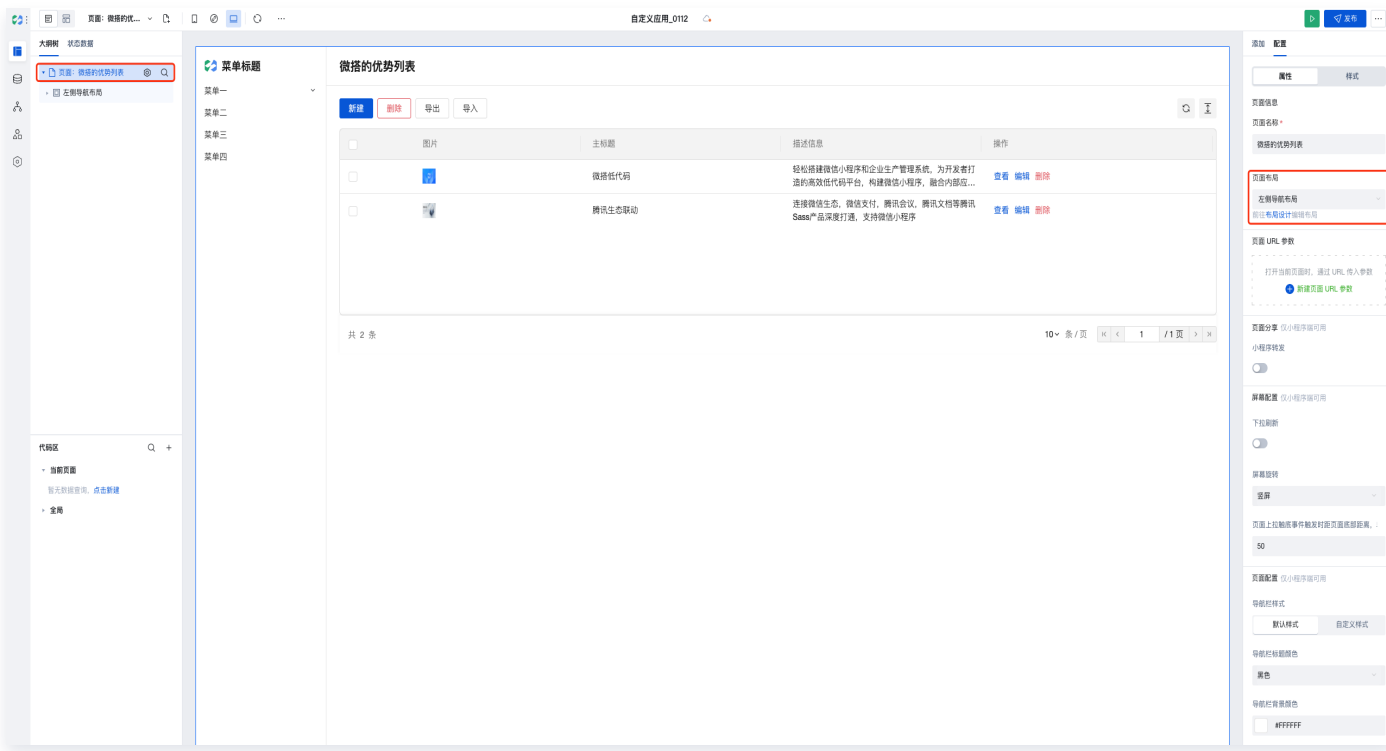 页面: 微搭的优...
自定义应用_0112
发布
大纲树 状态数据
页面: 微搭的优势列表
左侧导航布局
代码区
当前页面
暂无数据查询, 点击新建
全局
菜单标题
菜单一
菜单二
菜单三
菜单四
微搭的优势列表
新建 删除 导出 导入
图片 主标题 描述信息 操作
微搭低代码 轻松搭建微信小程序和企业生产管理系统, 为开发者打
造的高效低代码平台, 构建微信小程序, 融合内部应... 查看 编辑 删除
腾讯生态联动 连接微信生态, 微信支付, 腾讯会议, 腾讯文档等腾讯
Sass产品深度打通, 支持微信小程序 查看 编辑 删除
共 2 条
10 条 / 页 1 / 1 页
添加 配置
属性 样式
页面信息
页面名称 *
微搭的优势列表
页面布局
左侧导航布局
前往布局设计编辑布局
页面 URL 参数
打开当前页面时, 通过 URL 传入参数
新建页面 URL 参数
页面分享 仅小程序端可用
小程序转发
屏幕配置 仅小程序端可用
下拉刷新
屏幕旋转
竖屏
页面上拉触底事件触发时距页面底部距离,
50
页面配置 仅小程序端可用
导航栏样式
默认样式 自定义样式
导航栏标题颜色
黑色
导航栏背景颜色
#FFFFFF